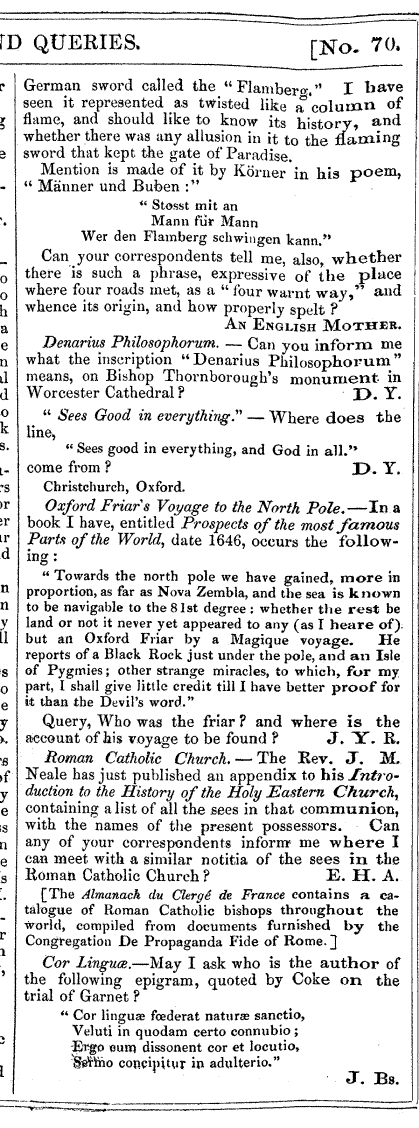 D QUERIES. [No. 70.
German sword called the "Flamberg." I have
seen it represented as twisted like a column of
flame, and should like to know its history, and
whether there was any allusion in it to the flaming
sword that kept the gate of Paradise.
Mention is made of it by Körner in his poem,
"Männer und Buben:"
"Stosst mit an
Mann für Mann
Wer den Flamberg schwingen kann."
Can your correspondents tell me, also, whether
there is such a phrase, expressive of the place
where four roads met, as a "four warnt way," and
whence its origin, and how properly spelt?
AN ENGLISH MOTHER.
Denarius Philosophorum. — Can you inform me
what the inscription "Denarius Philosophorum"
means, on Bishop Thornborough's monument in
Worcester Cathedral? D. Y.
"Sees Good in everything." — Where does the
line,
"Sees good in everything, and God in all."
come from? D. Y.
Christchurch, Oxford.
Oxford Friar's Voyage to the North Pole.—In a
book I have, entitled Prospects of the most famous
Parts of the World, date 1646, occurs the follow-
ing:
"Towards the north pole we have gained, more in
proportion, as far as Nova Zembla, and the sea is known
to be navigable to the 81st degree: whether the rest be
land or not it never yet appeared to any (as I heare of)
but an Oxford Friar by a Magique voyage. He
reports of a Black Rock just under the pole, and an Isle
of Pygmies; other strange miracles, to which, for my
part, I shall give little credit till I have better proof for
it than the Devil's word."
Query, Who was the friar? and where is the
account of his voyage to be found? J. Y. R.
Roman Catholic Church. — The Rev. J. M.
Neale has just published an appendix to his Intro-
duction to the History of the Holy Eastern Church,
containing a list of all the sees in that communion,
with the names of the present possessors. Can
any of your correspondents inform me where I
can meet with a similar notitia of the sees in the
Roman Catholic Church? E. H. A.
[The Almanach du Clergé de France contains a ca-
talogue of Roman Catholic bishops throughout the
world, compiled from documents furnished by the
Congregation De Propaganda Fide of Rome.]
Cor Linguæ.—May I ask who is the author of
the following epigram, quoted by Coke on the
trial of Garnet?
"Cor linguæ fœderat naturæ sanctio,
Veluti in quodam certo connubio;
Ergo eum dissonent cor et locutio,
Sermo concipitur in adulterio."
J. Bs.